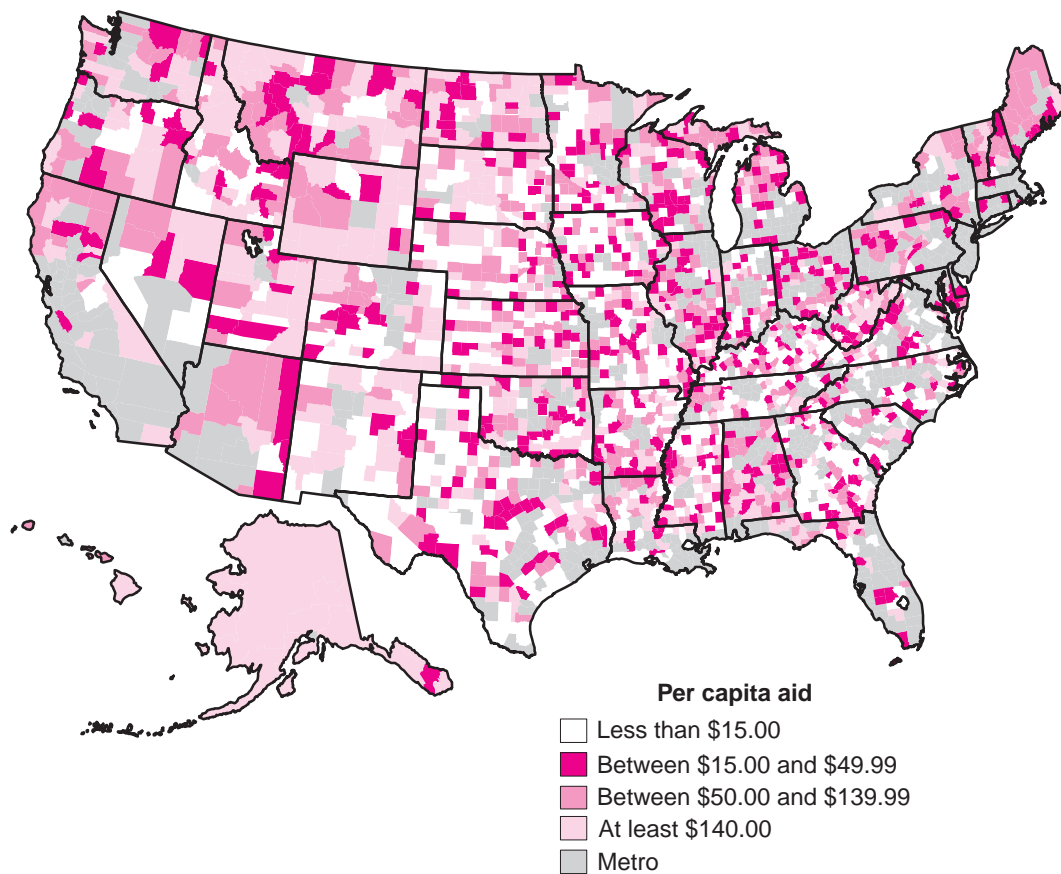 Per capita aid
Less than $15.00
Between $15.00 and $49.99
Between $50.00 and $139.99
At least $140.00
Metro